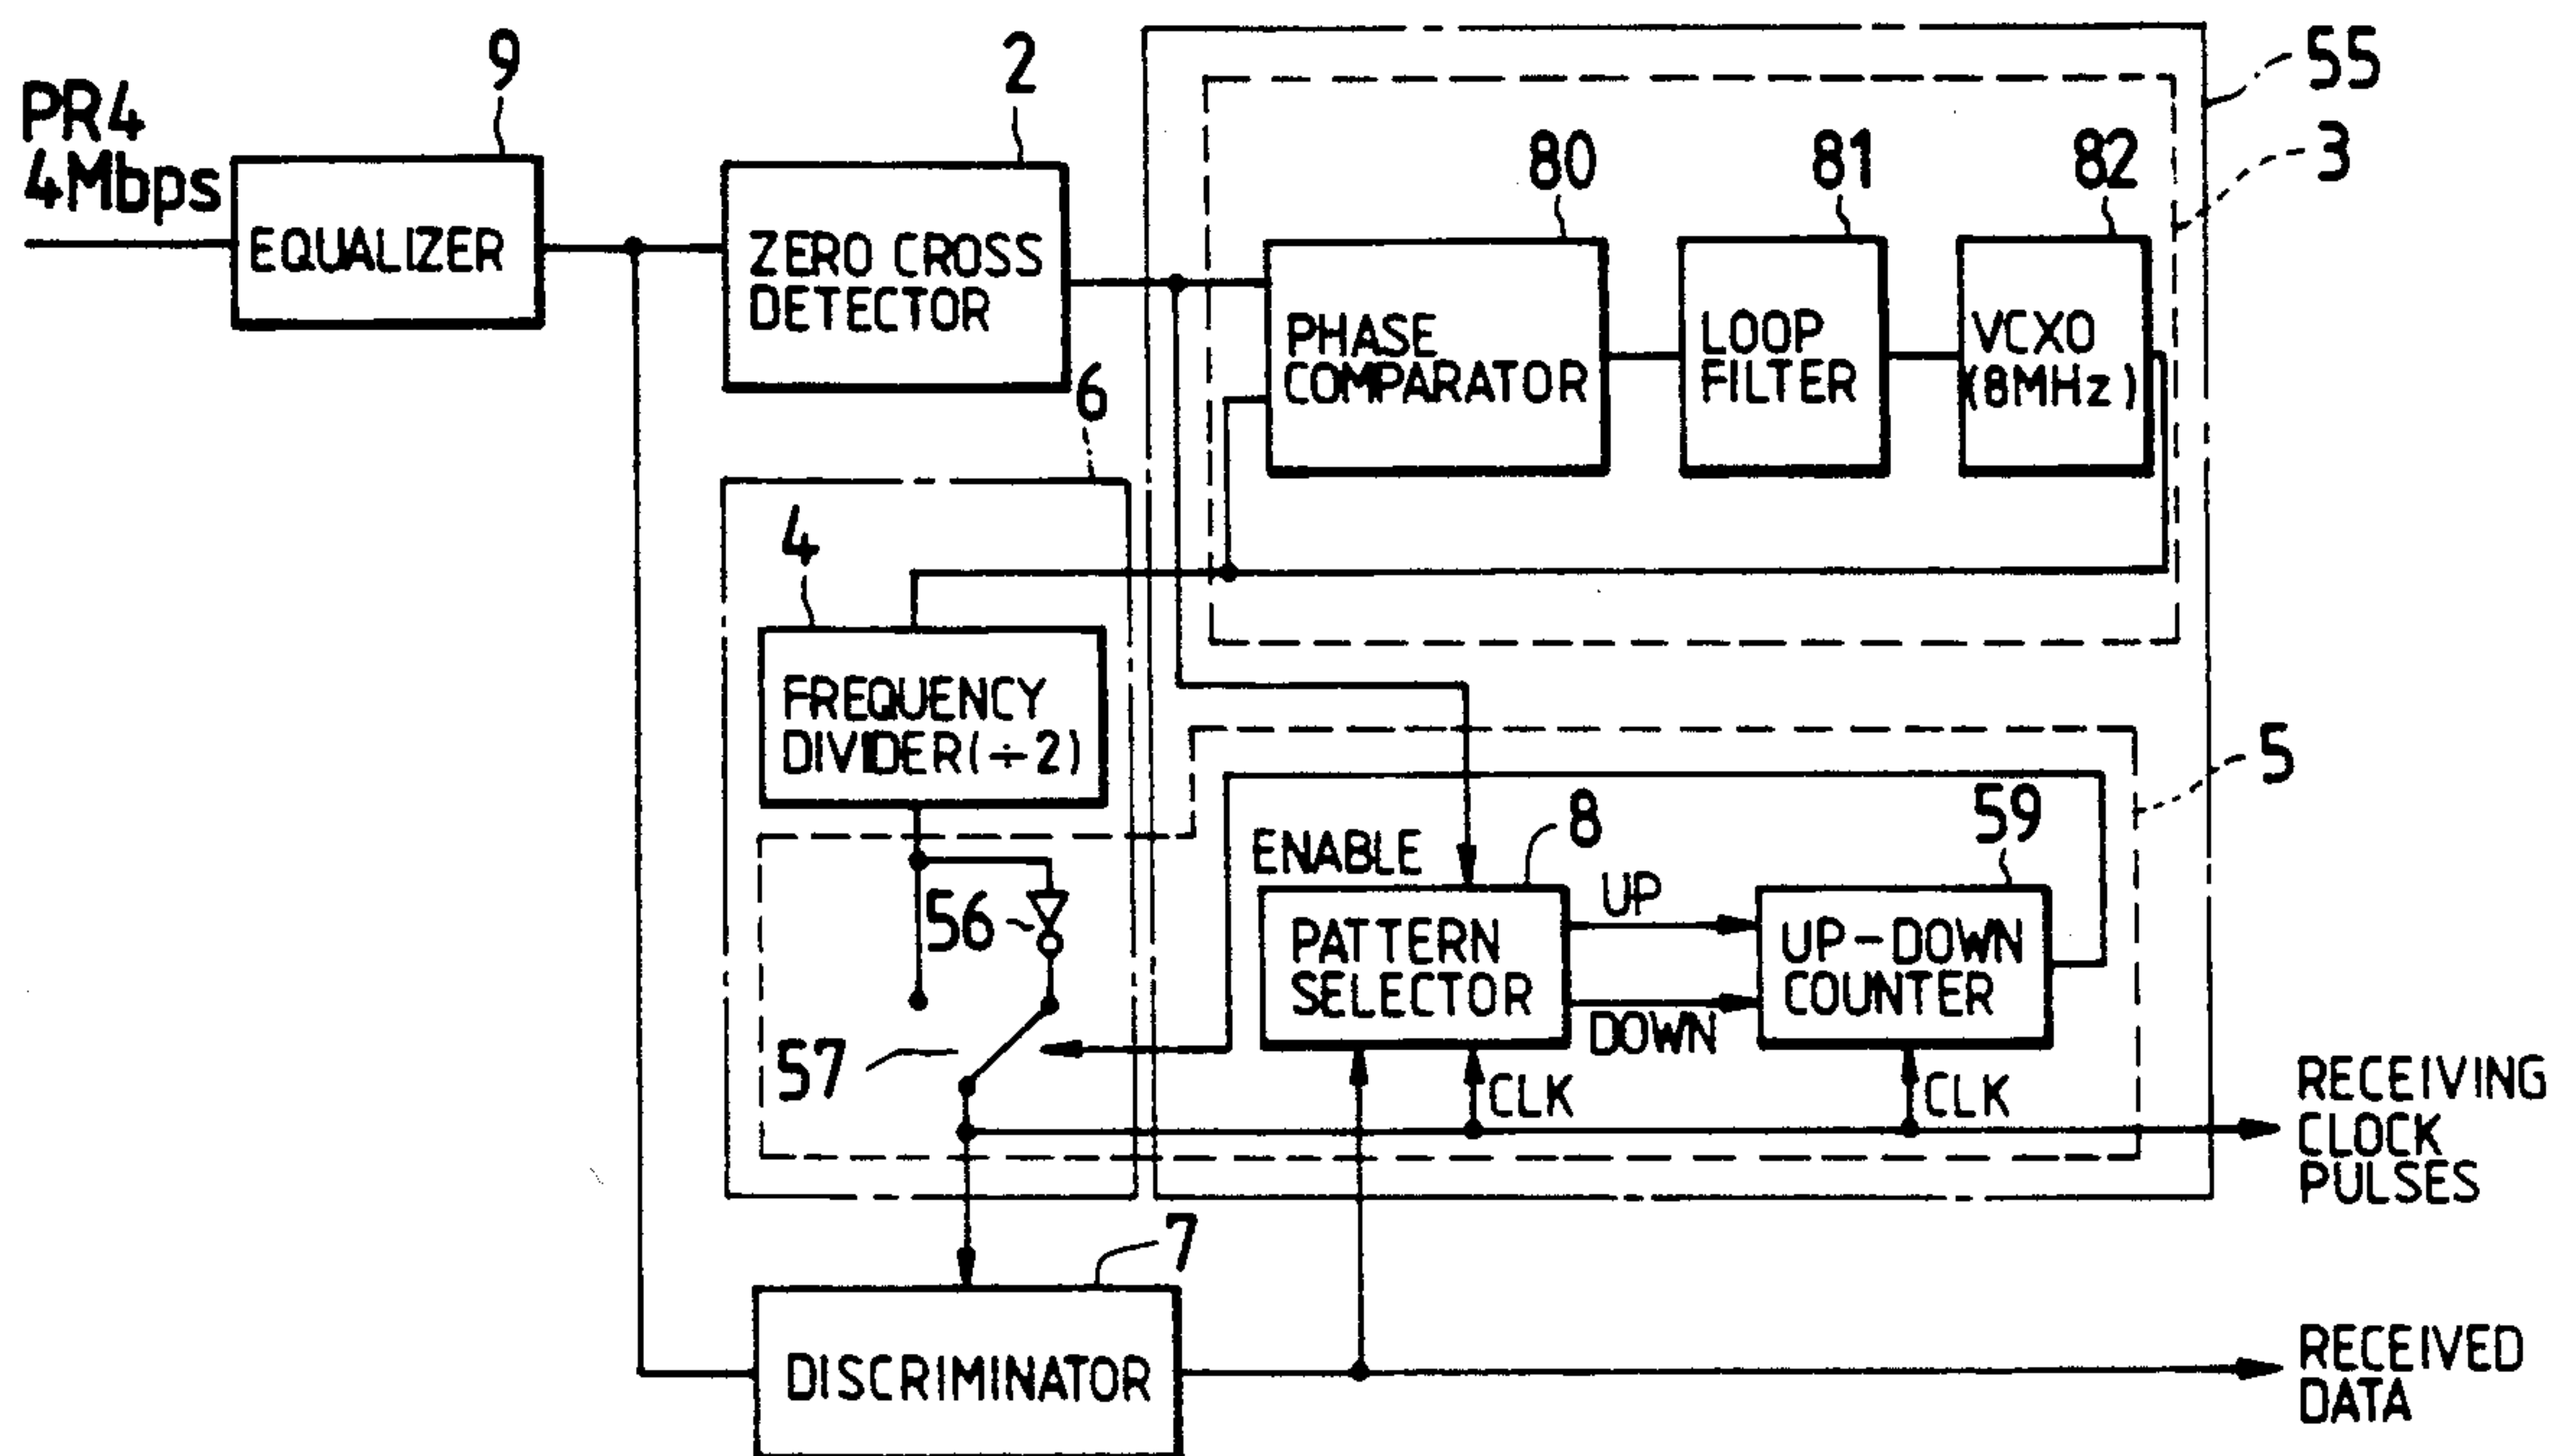 PR4
4Mbps
9
EQUALIZER
2
ZERO CROSS
DETECTOR
55
3
80
PHASE
COMPARATOR
81
LOOP
FILTER
82
VCXO
(8MHz)
6
4
FREQUENCY
DIVIDER(÷2)
5
56
57
ENABLE
8
PATTERN
SELECTOR
UP
DOWN
59
UP-DOWN
COUNTER
CLK
CLK
RECEIVING
CLOCK
PULSES
7
DISCRIMINATOR
RECEIVED
DATA